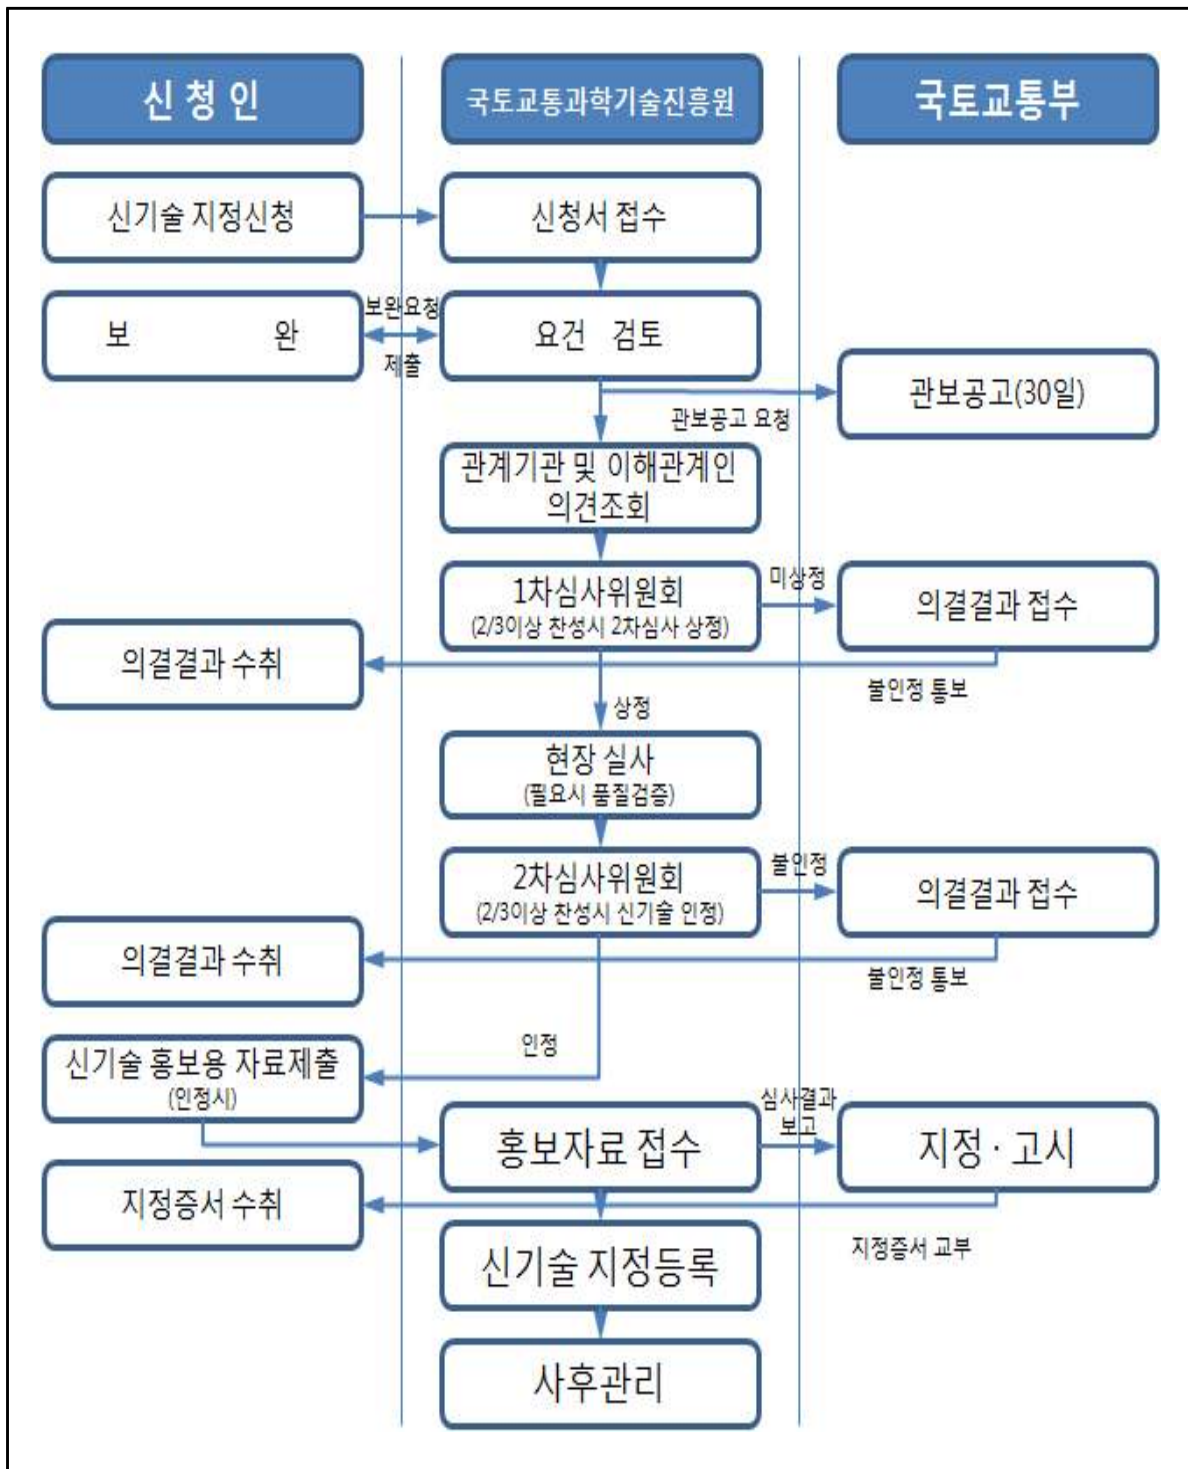 신 청 인
국토교통과학기술진흥원
국토교통부
신기술 지정신청
신청서 접수
보 완
보완요청
제출
요건 검토
관보공고(30일)
관보공고 요청
관계기관 및 이해관계인
의견조회
1차심사위원회
(2/3이상 찬성시 2차심사 상정)
미상정
의결결과 접수
의결결과 수취
불인정 통보
상정
현장 실사
(필요시 품질검증)
2차심사위원회
(2/3이상 찬성시 신기술 인정)
불인정
의결결과 접수
의결결과 수취
불인정 통보
인정
신기술 홍보용 자료제출
(인정시)
홍보자료 접수
심사결과
보고
지정 · 고시
지정증서 수취
지정증서 교부
신기술 지정등록
사후관리